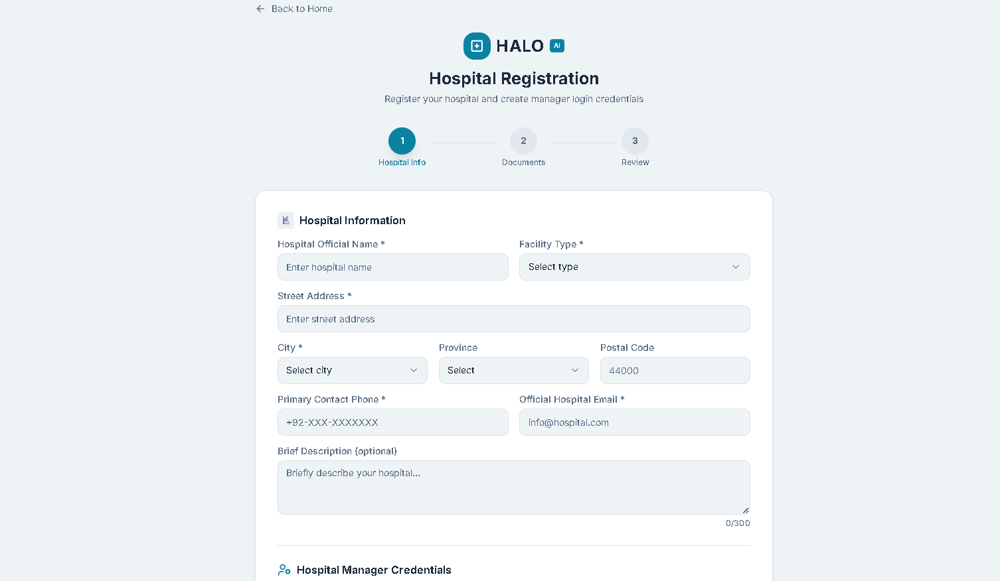 Back to Home
HALO AI
Hospital Registration
Register your hospital and create manager login credentials
1 2 3
Hospital Info Documents Review
Hospital Information
Hospital Official Name * Facility Type *
Enter hospital name Select type
Street Address *
Enter street address
City * Province Postal Code
Select city Select 44000
Primary Contact Phone * Official Hospital Email *
+92-XXX-XXXXXXX info@hospital.com
Brief Description (optional)
Briefly describe your hospital...
0/300
Hospital Manager Credentials